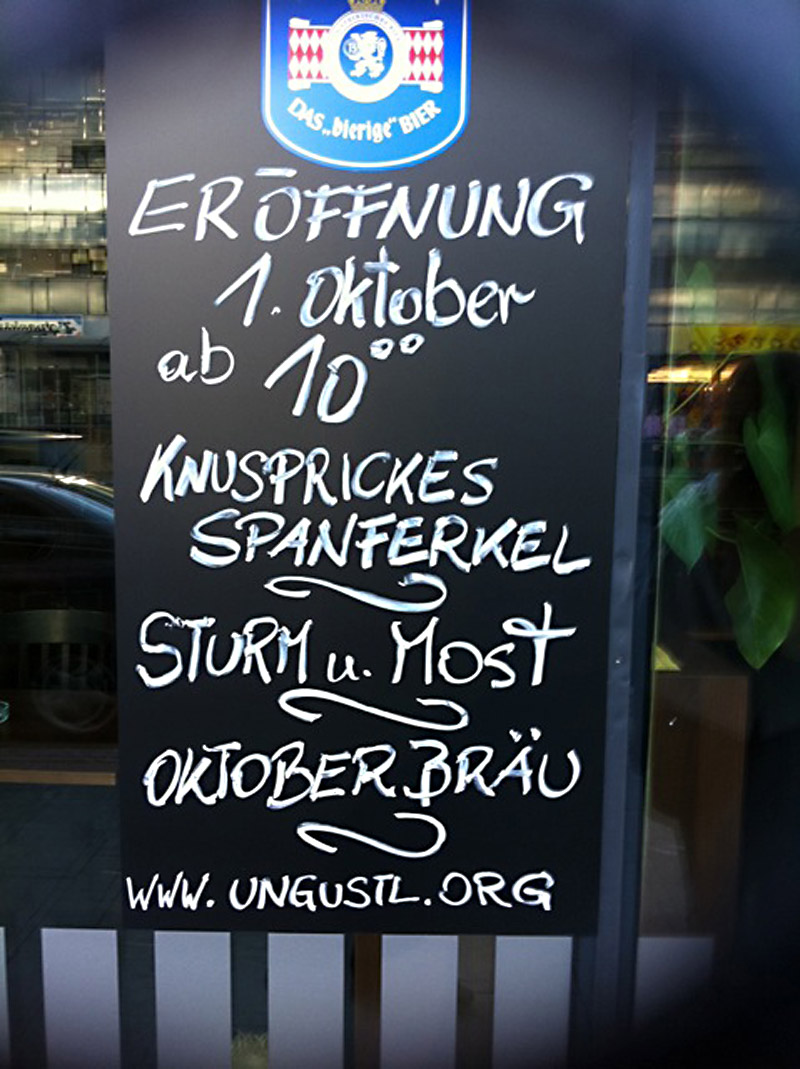 DAS „bierige" BIER
ERÖFFNUNG
1. Oktober
ab 10⁰⁰
KNUSPRICKES
SPANFERKEL
STURM u. MOST
OKTOBER.BRÄU
WWW.UNGUSTL.ORG